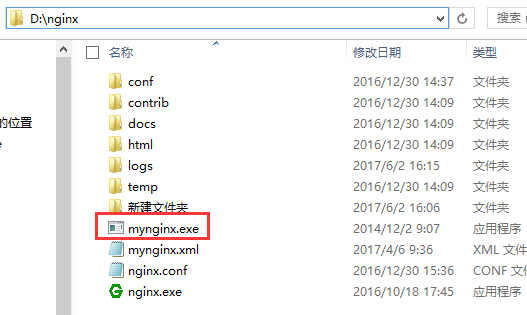 D:\nginx
搜索
名称 修改日期 类型
conf 2016/12/30 14:37 文件夹
contrib 2016/12/30 14:09 文件夹
docs 2016/12/30 14:09 文件夹
的位置 html 2016/12/30 14:09 文件夹
logs 2017/6/2 16:15 文件夹
temp 2016/12/30 14:09 文件夹
新建文件夹 2017/6/2 16:06 文件夹
mynginx.exe 2014/12/2 9:07 应用程序
mynginx.xml 2017/4/6 9:36 XML 文件
nginx.conf 2016/12/30 15:36 CONF 文件
nginx.exe 2016/10/18 17:45 应用程序